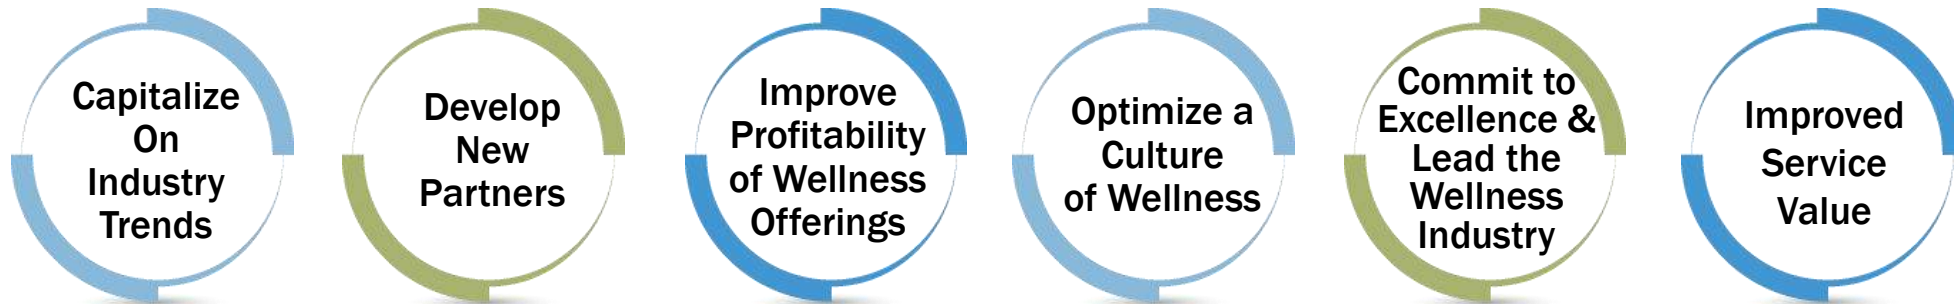 Capitalize
On
Industry
Trends
Develop
New
Partners
Improve
Profitability
of Wellness
Offerings
Optimize a
Culture
of Wellness
Commit to
Excellence &
Lead the
Wellness
Industry
Improved
Service
Value